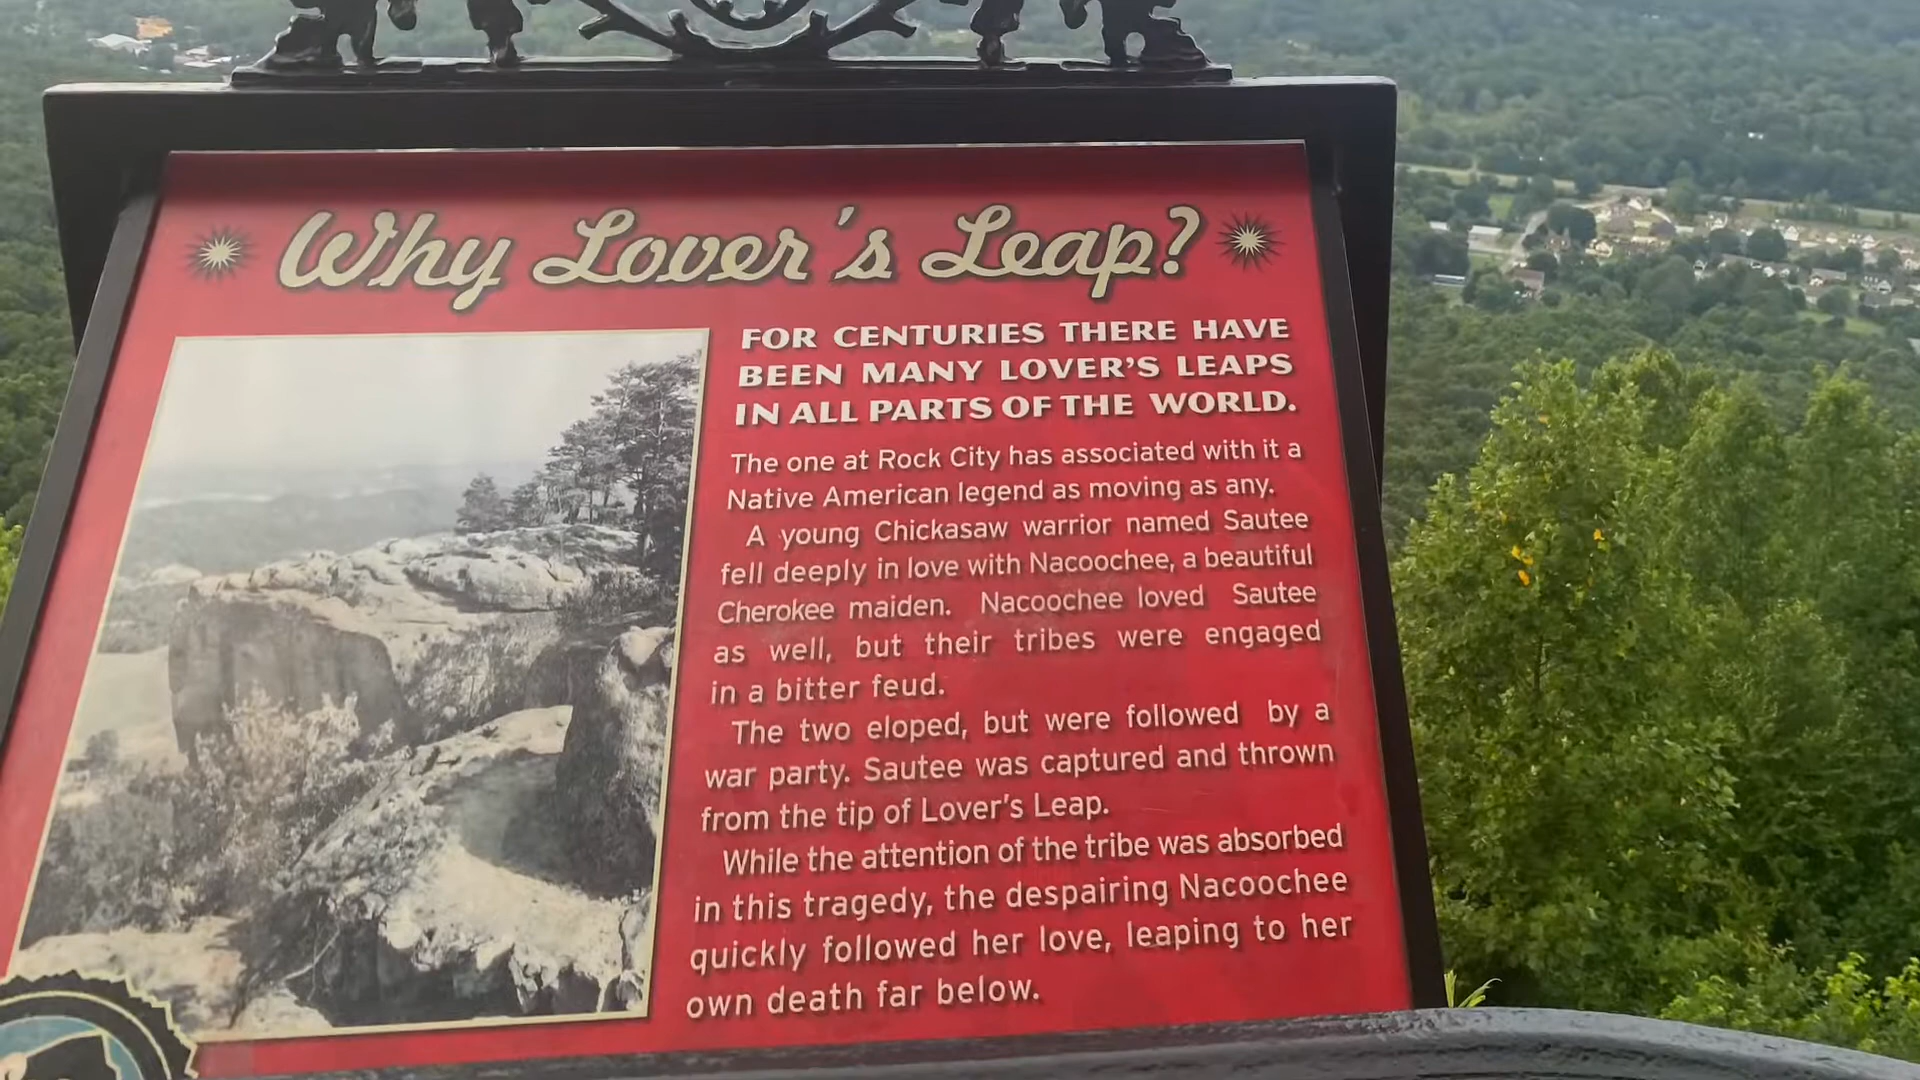 Why Lover's Leap?
FOR CENTURIES THERE HAVE
BEEN MANY LOVER'S LEAPS
IN ALL PARTS OF THE WORLD.
The one at Rock City has associated with it a
Native American legend as moving as any.
A young Chickasaw warrior named Sautee
fell deeply in love with Nacoochee, a beautiful
Cherokee maiden. Nacoochee loved Sautee
as well, but their tribes were engaged
in a bitter feud.
The two eloped, but were followed by a
war party. Sautee was captured and thrown
from the tip of Lover's Leap.
While the attention of the tribe was absorbed
in this tragedy, the despairing Nacoochee
quickly followed her love, leaping to her
own death far below.